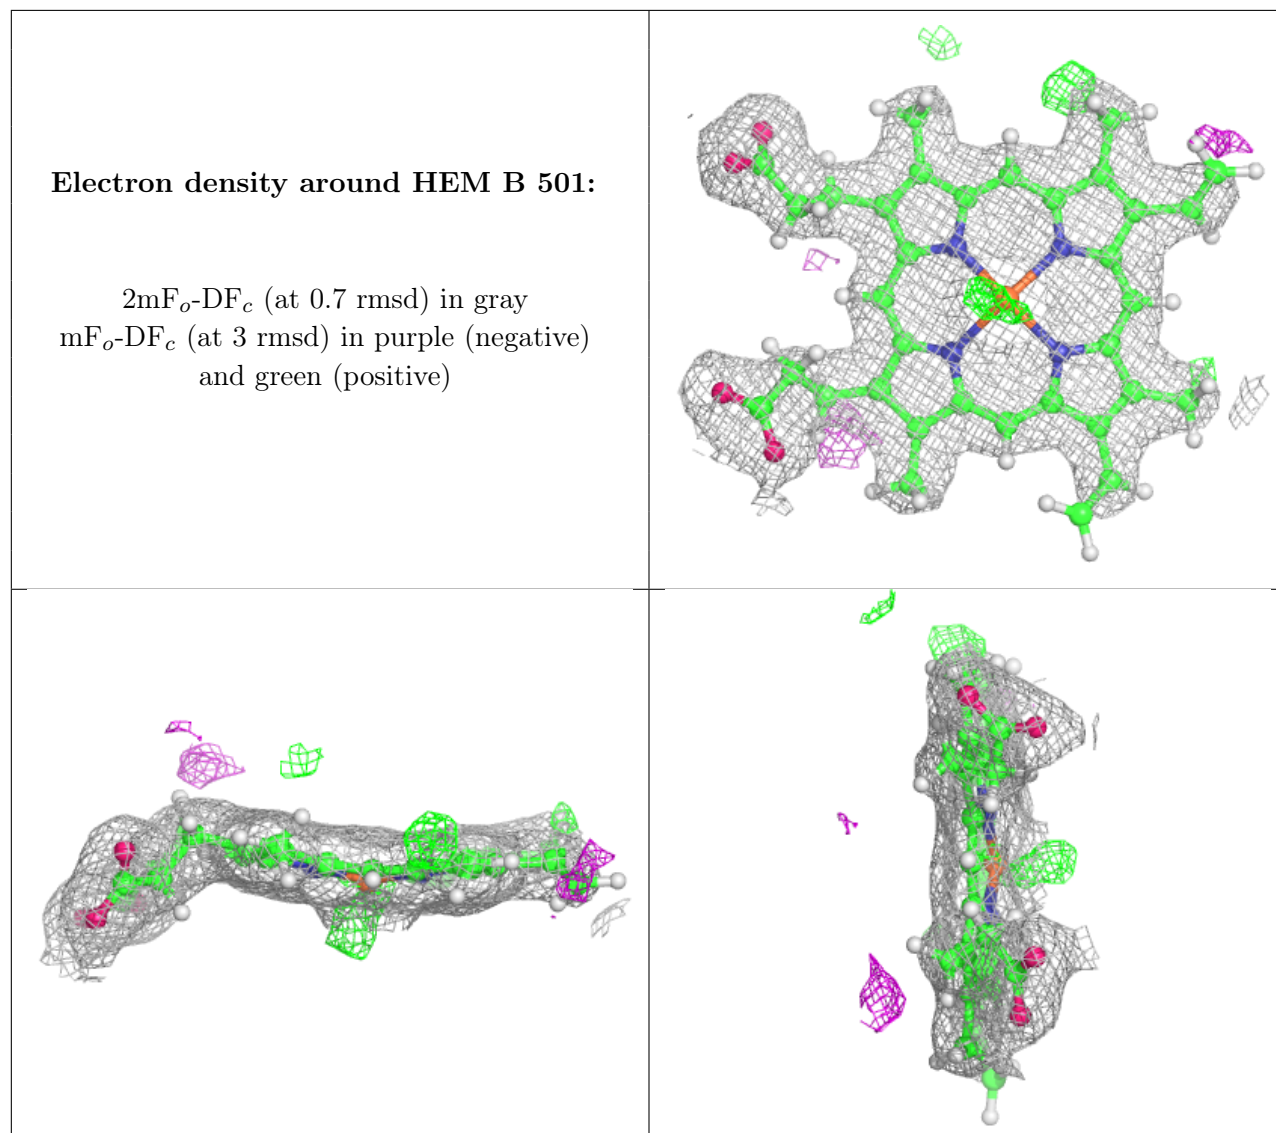 Electron density around HEM B 501:
2mFo-DFc (at 0.7 rmsd) in gray
mFo-DFc (at 3 rmsd) in purple (negative)
and green (positive)